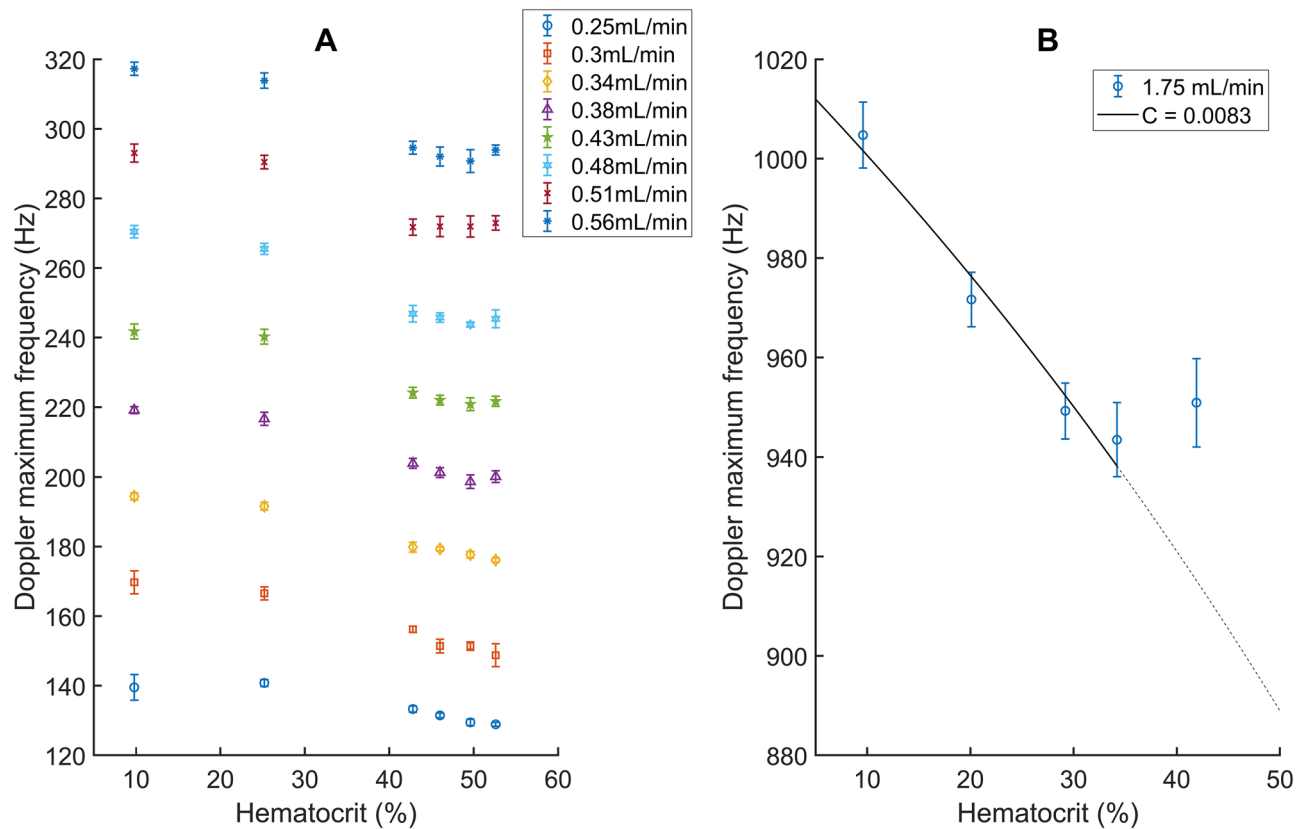 A
0.25mL/min
0.3mL/min
0.34mL/min
0.38mL/min
0.43mL/min
0.48mL/min
0.51mL/min
0.56mL/min
Doppler maximum frequency (Hz)
320
300
280
260
240
220
200
180
160
140
120
10
20
30
40
50
60
Hematocrit (%)
B
1.75 mL/min
C = 0.0083
Doppler maximum frequency (Hz)
1020
1000
980
960
940
920
900
880
10
20
30
40
50
Hematocrit (%)